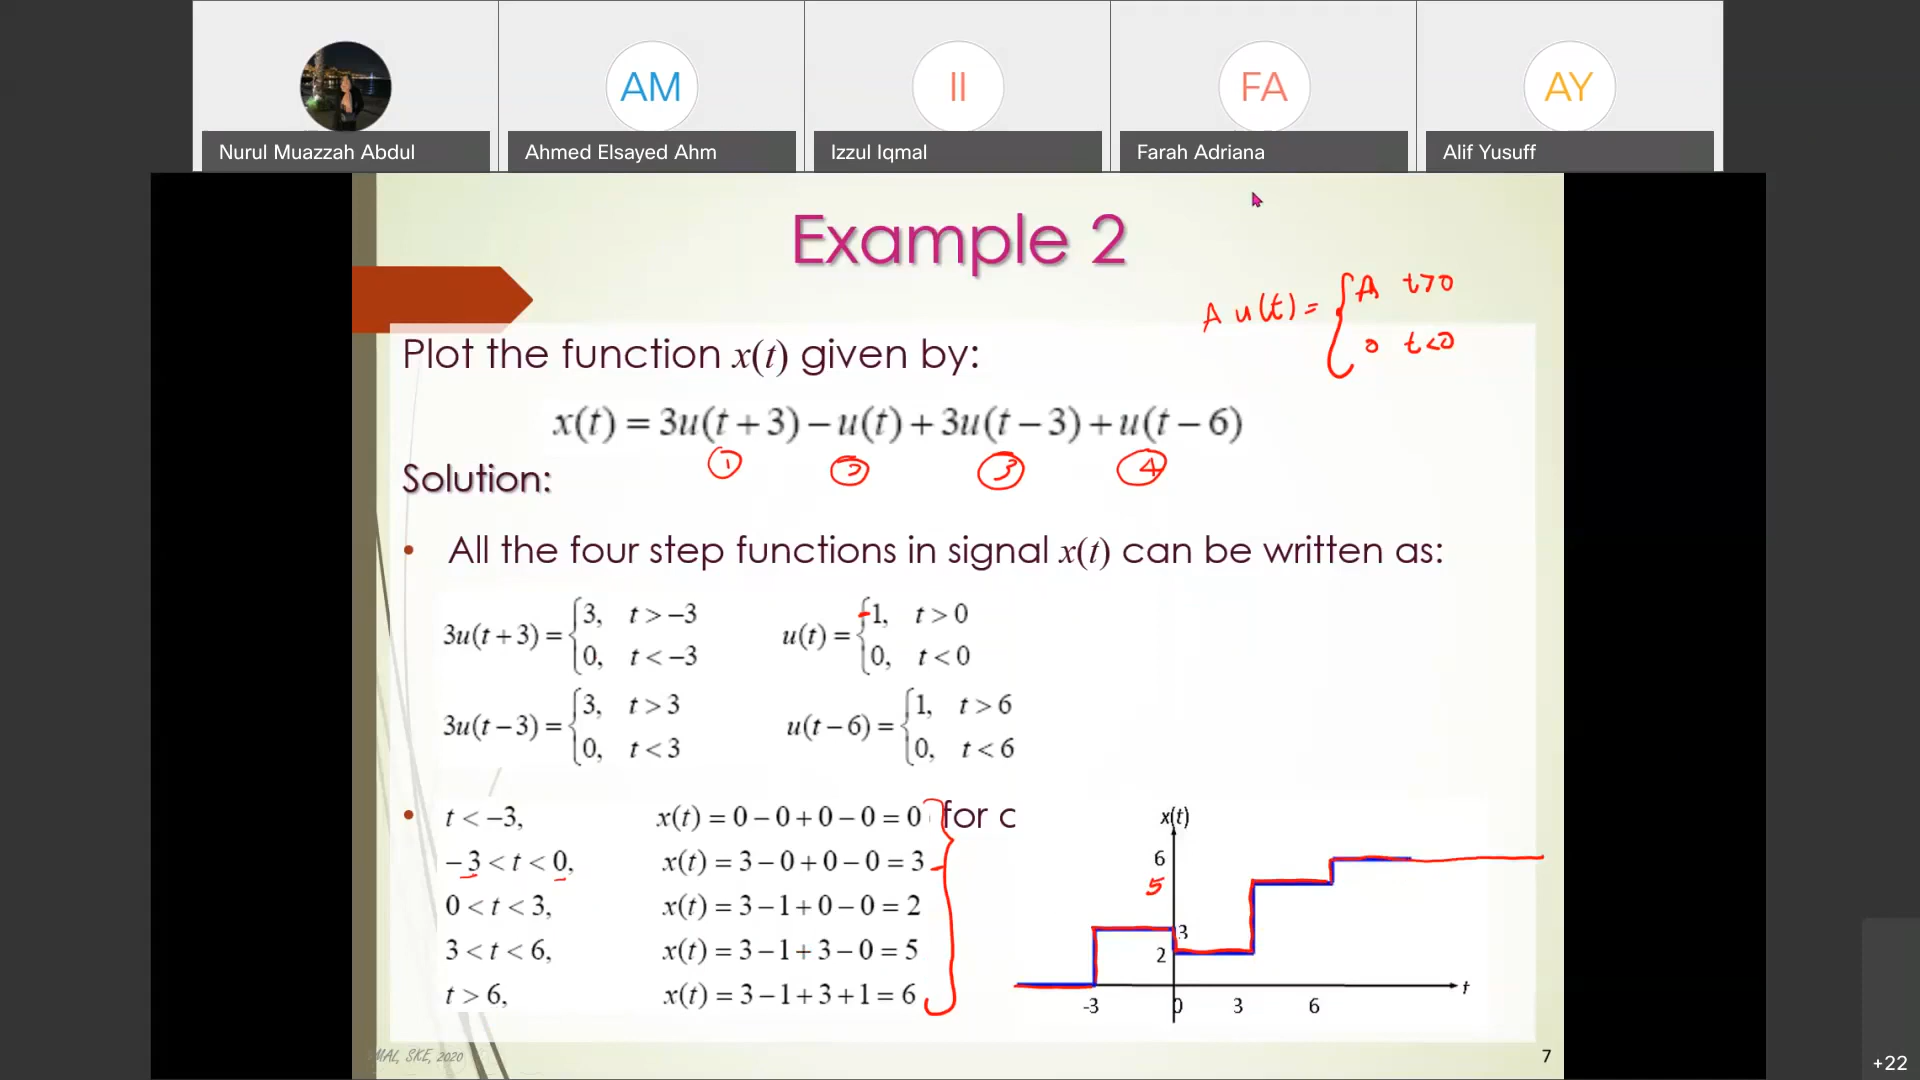 AM
II
FA
AY
Nurul Muazzah Abdul
Ahmed Elsayed Ahm
Izzul Iqmal
Farah Adriana
Alif Yusuff
Example 2
A u(t) = { A t>0
0 t<0
Plot the function x(t) given by:
x(t) = 3u(t + 3) − u(t) + 3u(t − 3) + u(t − 6)
① ② ③ ④
Solution:
• All the four step functions in signal x(t) can be written as:
3u(t + 3) = { 3, t > −3
0, t < −3
u(t) = { -1, t > 0
0, t < 0
3u(t − 3) = { 3, t > 3
0, t < 3
u(t − 6) = { 1, t > 6
0, t < 6
• t < −3, x(t) = 0 − 0 + 0 − 0 = 0 for c
−3 < t < 0, x(t) = 3 − 0 + 0 − 0 = 3
0 < t < 3, x(t) = 3 − 1 + 0 − 0 = 2
3 < t < 6, x(t) = 3 − 1 + 3 − 0 = 5
t > 6, x(t) = 3 − 1 + 3 + 1 = 6
x(t)
6
5
3
2
t
-3 0 3 6
MAL, SKE, 2020
7
+22